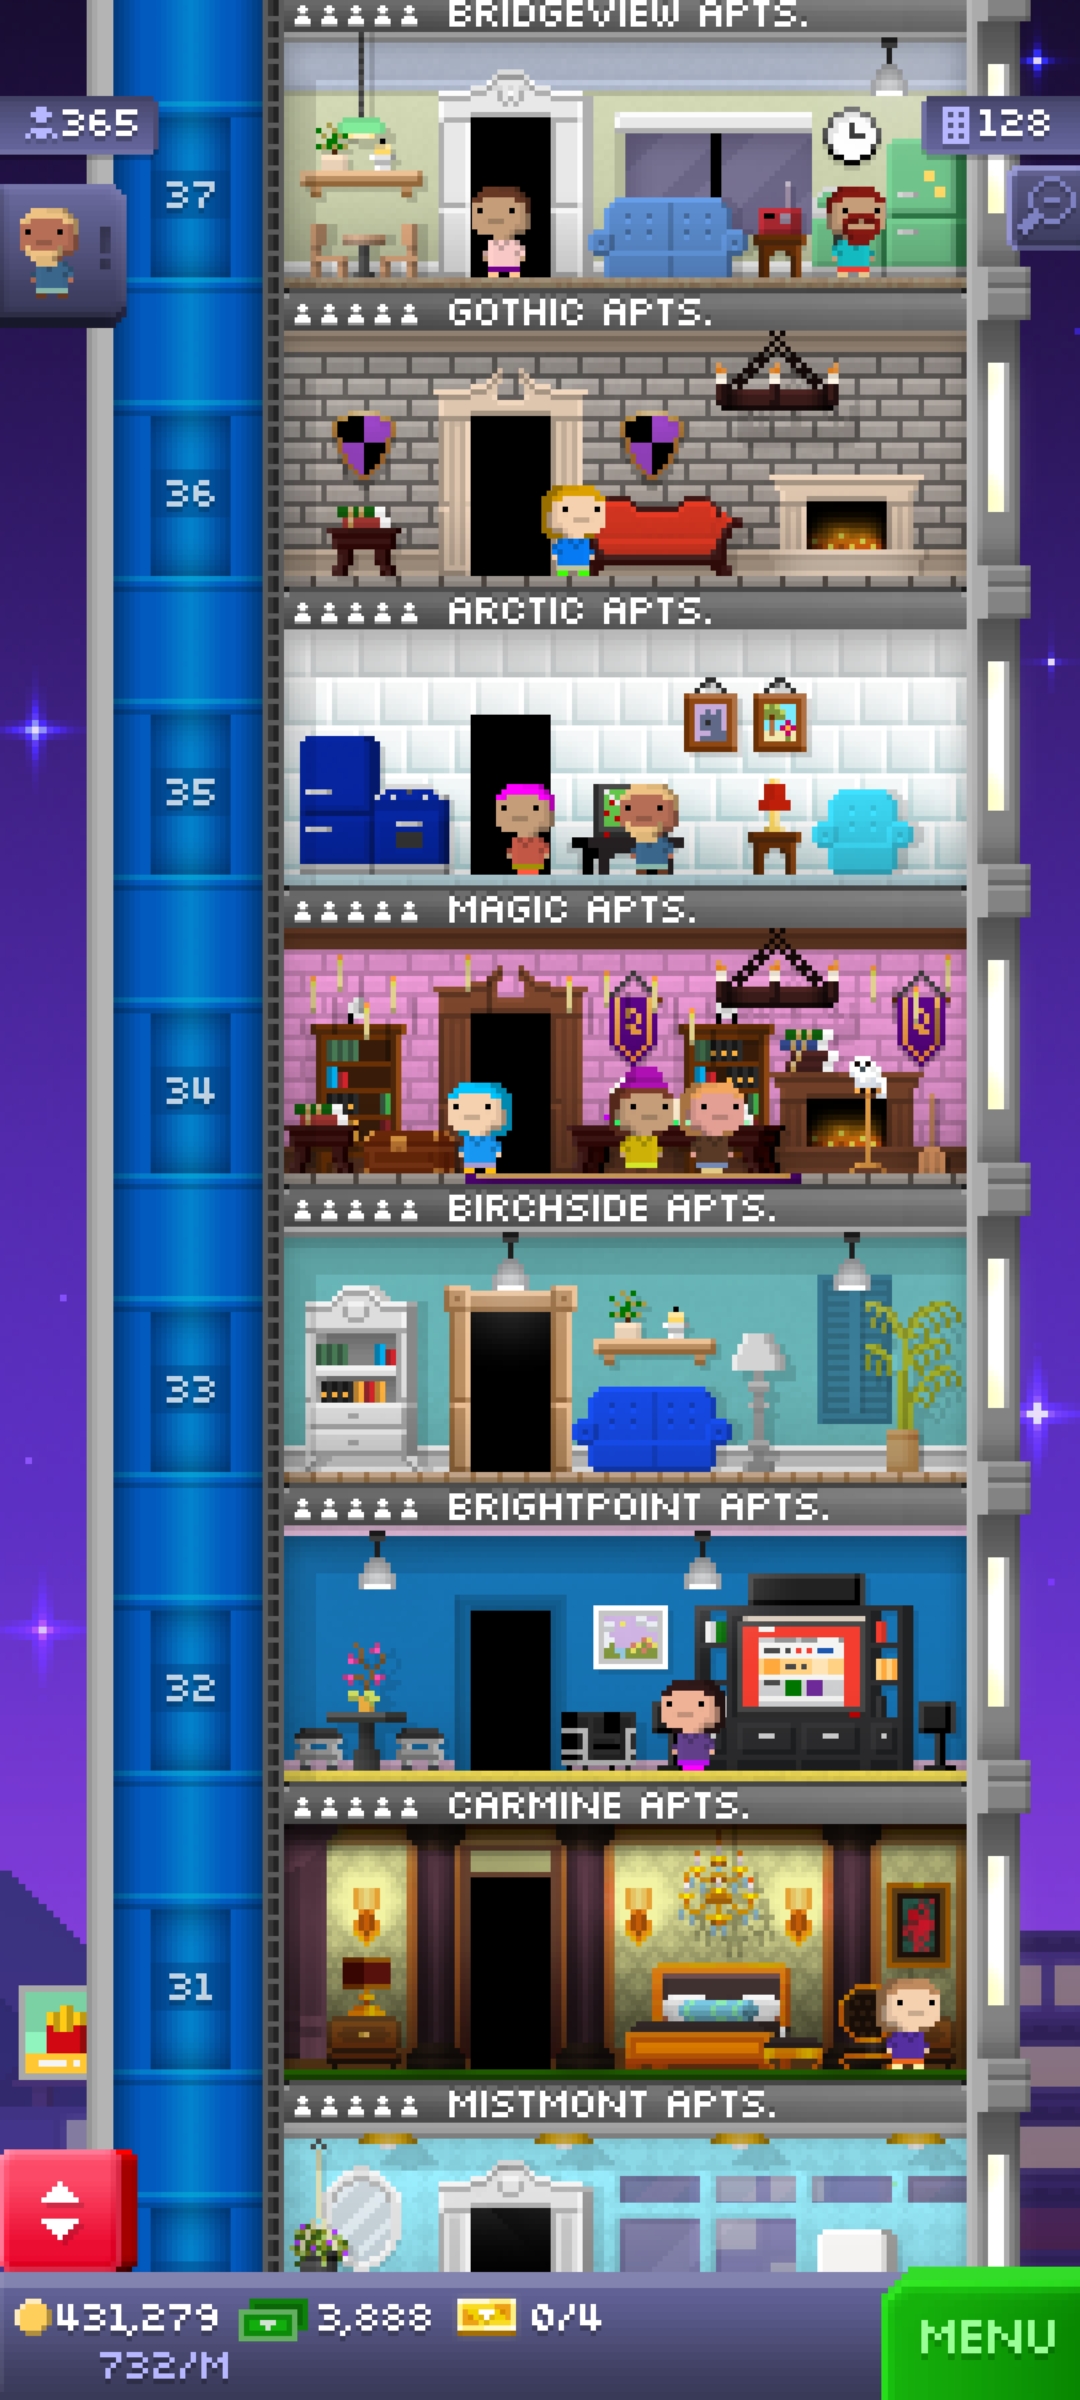 BRIDGEVIEW APTS.
365
128
37
GOTHIC APTS.
36
ARCTIC APTS.
35
MAGIC APTS.
34
BIRCHSIDE APTS.
33
BRIGHTPOINT APTS.
32
CARMINE APTS.
31
MISTMONT APTS.
431,279
3,888
0/4
MENU
732/M